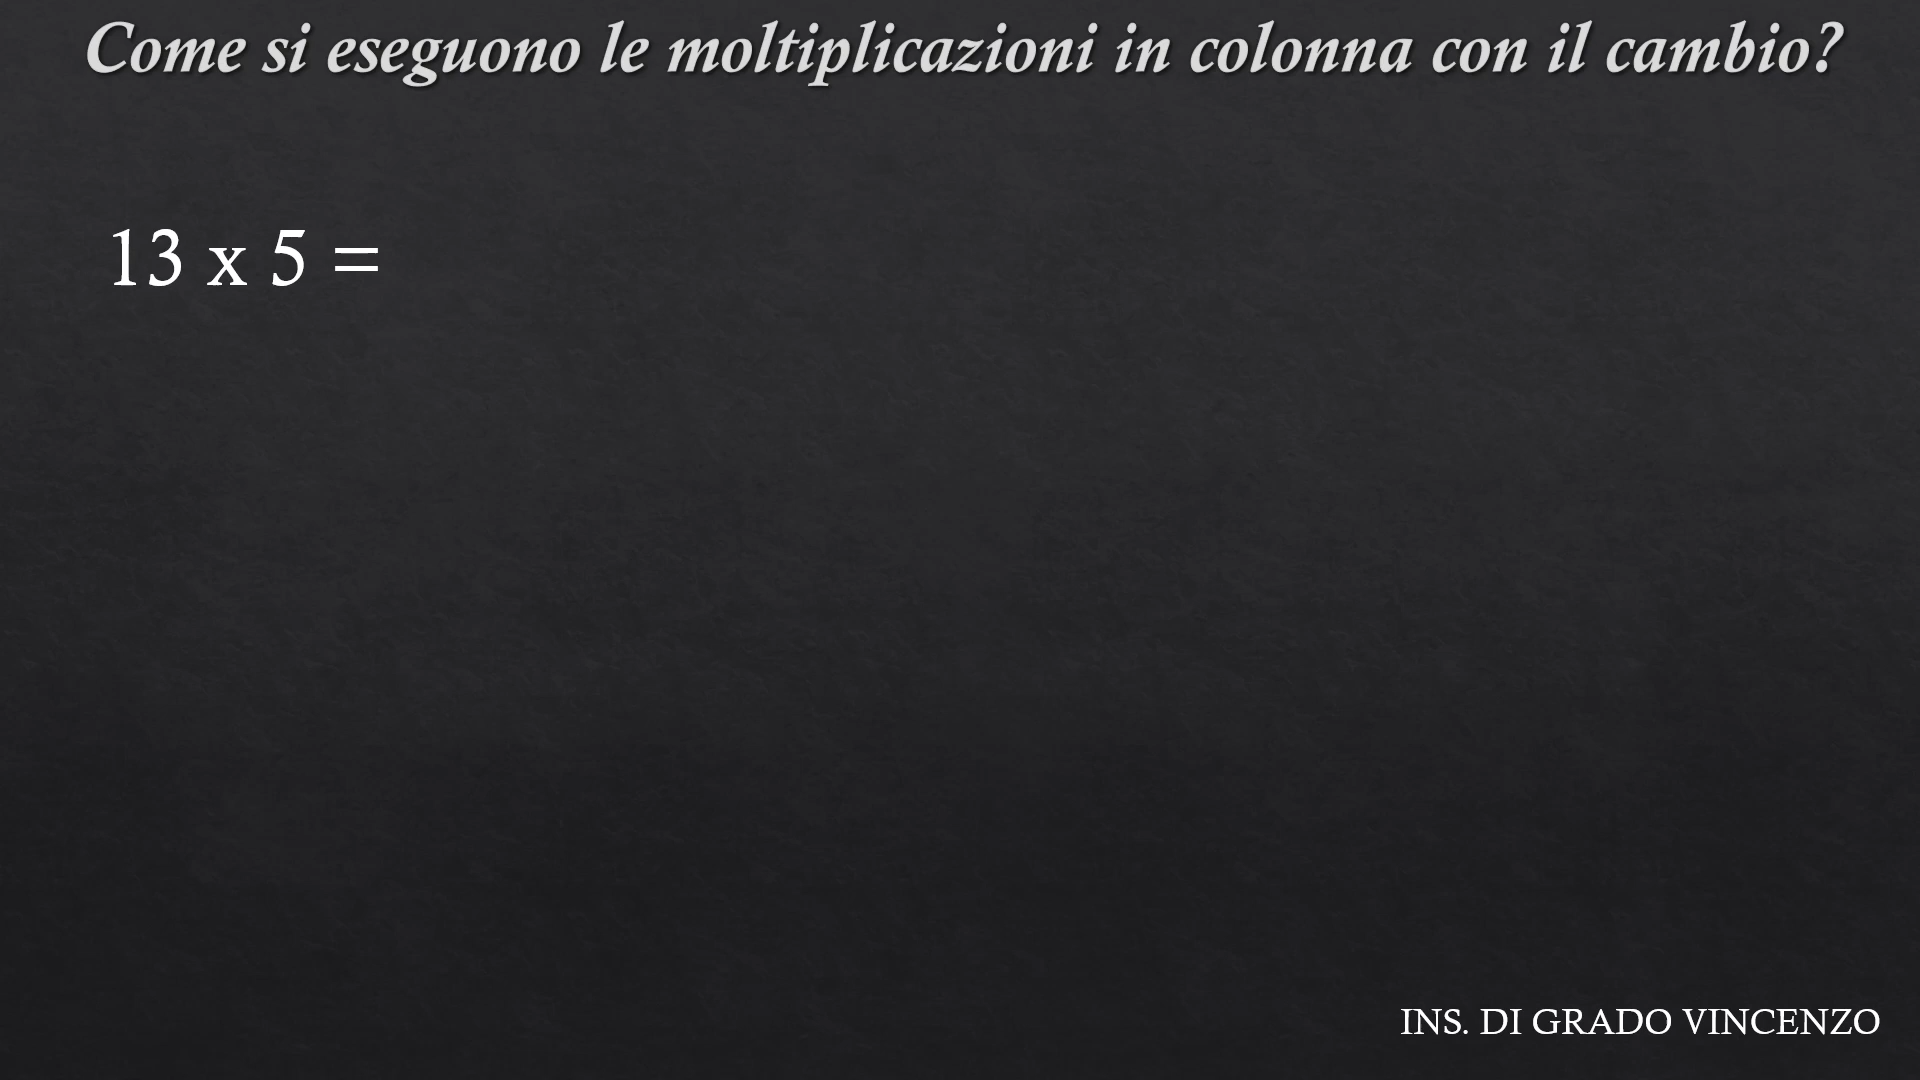 Come si eseguono le moltiplicazioni in colonna con il cambio?
13 x 5 =
INS. DI GRADO VINCENZO